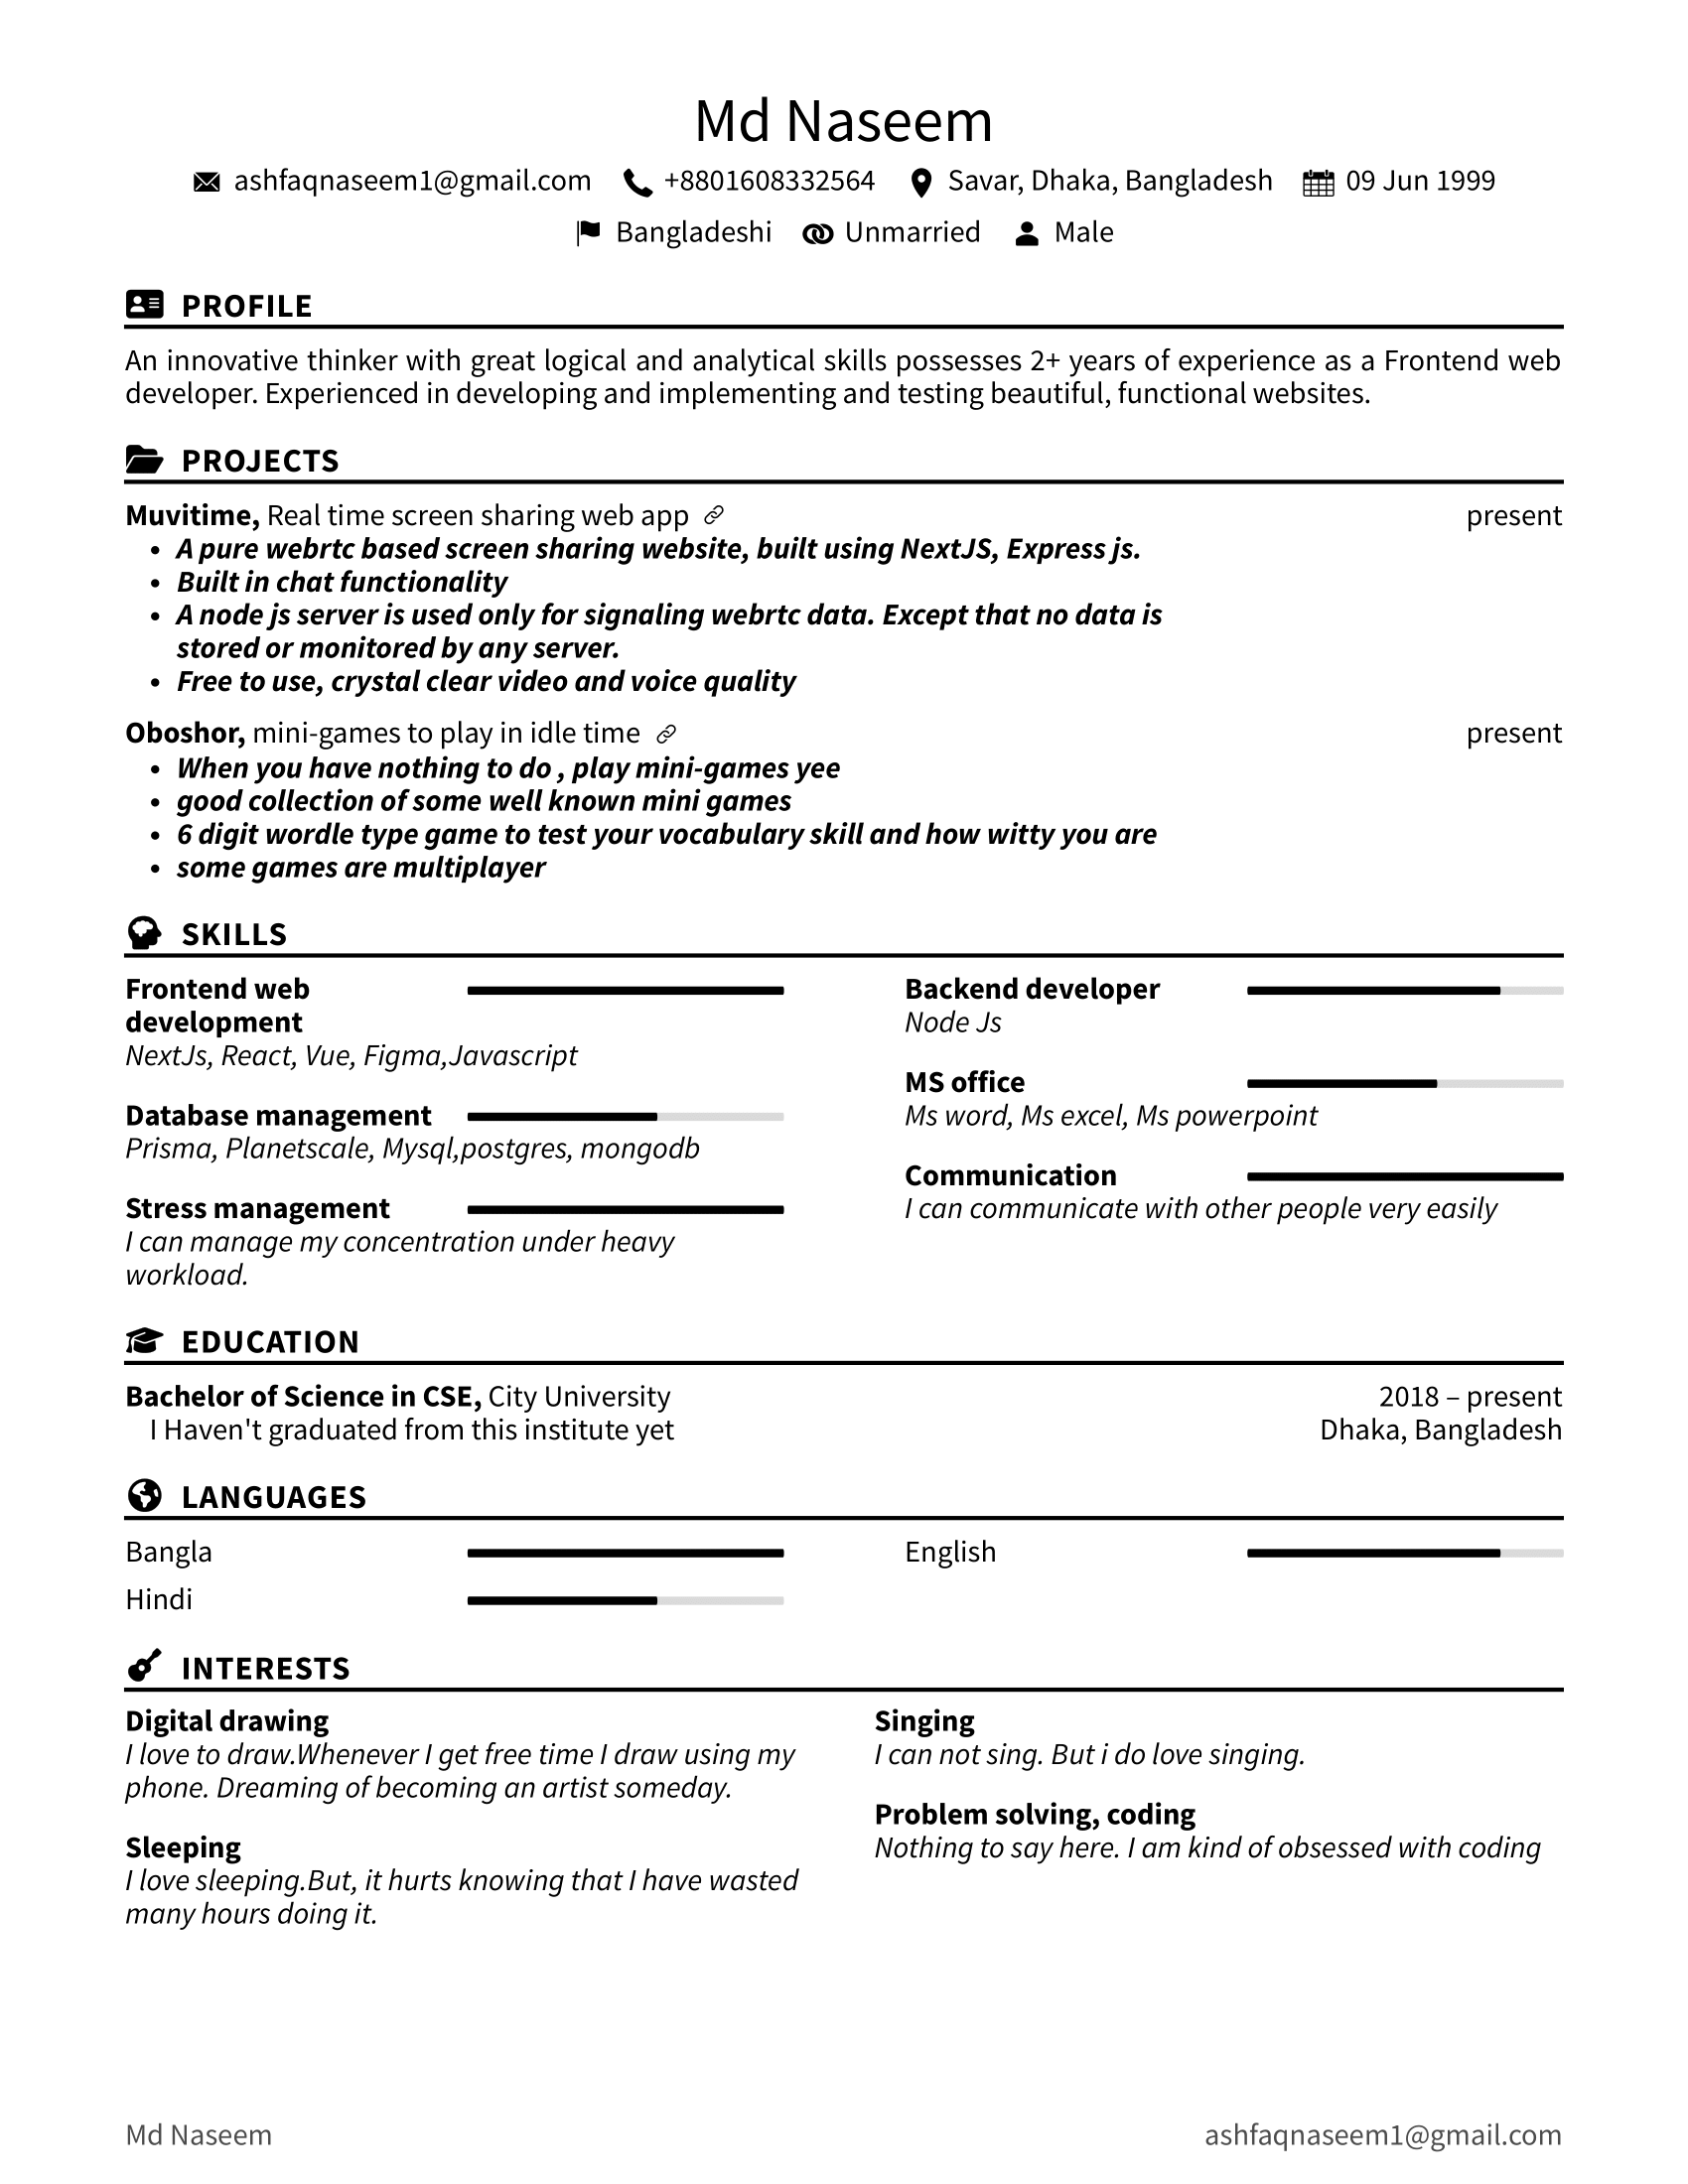 Md Naseem
ashfaqnaseem1@gmail.com +8801608332564 Savar, Dhaka, Bangladesh 09 Jun 1999
Bangladeshi Unmarried Male
PROFILE
An innovative thinker with great logical and analytical skills possesses 2+ years of experience as a Frontend web
developer. Experienced in developing and implementing and testing beautiful, functional websites.
PROJECTS
Muvitime, Real time screen sharing web app present
• A pure webrtc based screen sharing website, built using NextJS, Express js.
• Built in chat functionality
• A node js server is used only for signaling webrtc data. Except that no data is
stored or monitored by any server.
• Free to use, crystal clear video and voice quality
Oboshor, mini-games to play in idle time present
• When you have nothing to do , play mini-games yee
• good collection of some well known mini games
• 6 digit wordle type game to test your vocabulary skill and how witty you are
• some games are multiplayer
SKILLS
Frontend web
development
NextJs, React, Vue, Figma,Javascript
Database management
Prisma, Planetscale, Mysql,postgres, mongodb
Stress management
I can manage my concentration under heavy
workload.
Backend developer
Node Js
MS office
Ms word, Ms excel, Ms powerpoint
Communication
I can communicate with other people very easily
EDUCATION
Bachelor of Science in CSE, City University 2018 – present
I Haven't graduated from this institute yet Dhaka, Bangladesh
LANGUAGES
Bangla English
Hindi
INTERESTS
Digital drawing
I love to draw.Whenever I get free time I draw using my
phone. Dreaming of becoming an artist someday.
Sleeping
I love sleeping.But, it hurts knowing that I have wasted
many hours doing it.
Singing
I can not sing. But i do love singing.
Problem solving, coding
Nothing to say here. I am kind of obsessed with coding
Md Naseem ashfaqnaseem1@gmail.com